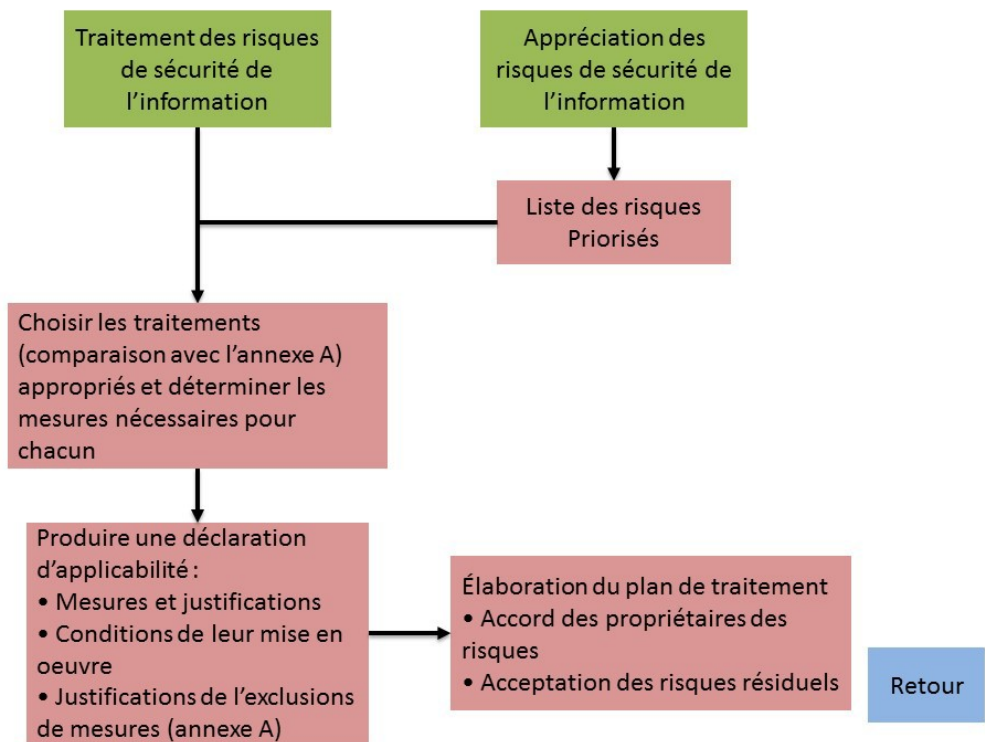 Traitement des risques
de sécurité de
l'information
Appréciation des
risques de sécurité de
l'information
Liste des risques
Priorisés
Choisir les traitements
(comparaison avec l'annexe A)
appropriés et déterminer les
mesures nécessaires pour
chacun
Produire une déclaration
d'applicabilité :
• Mesures et justifications
• Conditions de leur mise en
oeuvre
• Justifications de l'exclusions
de mesures (annexe A)
Élaboration du plan de traitement
• Accord des propriétaires des
risques
• Acceptation des risques résiduels
Retour